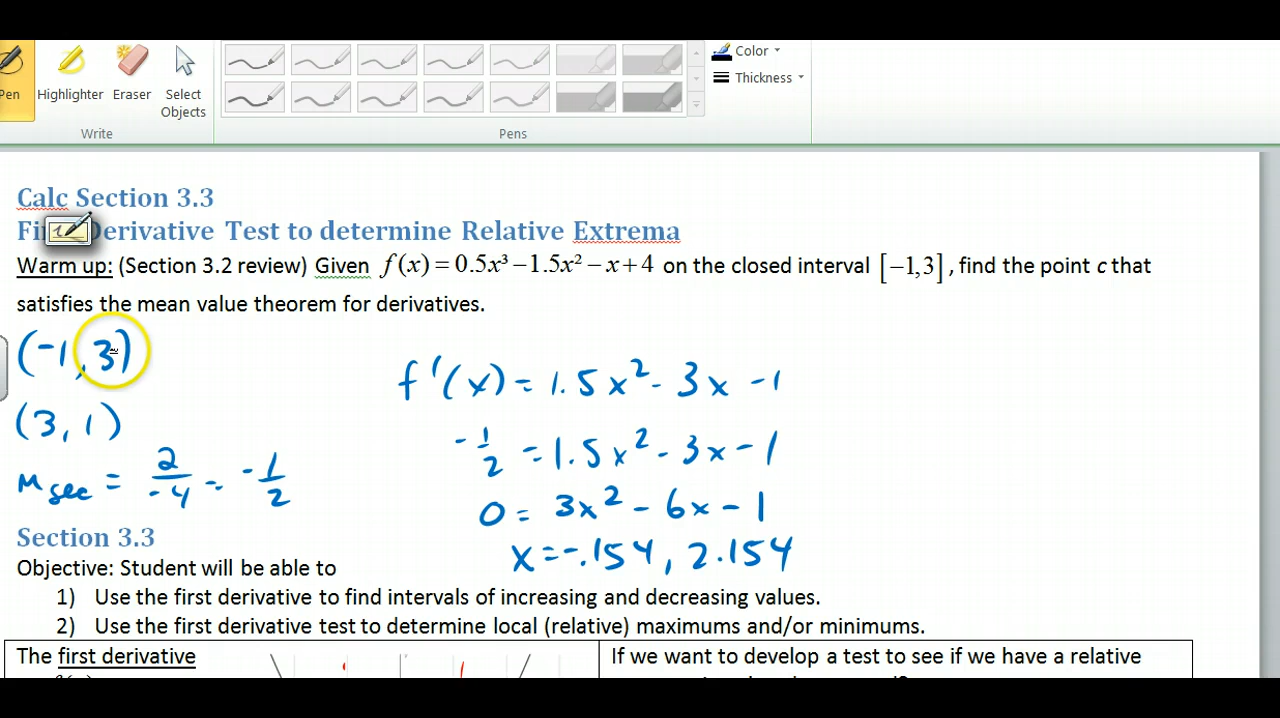 Pen Highlighter Eraser Select Objects
Color
Thickness
Write
Pens
Calc Section 3.3
First Derivative Test to determine Relative Extrema
Warm up: (Section 3.2 review) Given f(x) = 0.5x³ − 1.5x² − x + 4 on the closed interval [−1,3], find the point c that
satisfies the mean value theorem for derivatives.
(-1, 3)
(3, 1)
m sec = 2/-4 = -1/2
f'(x) = 1.5x² - 3x - 1
-1/2 = 1.5x² - 3x - 1
0 = 3x² - 6x - 1
x = -.154, 2.154
Section 3.3
Objective: Student will be able to
1) Use the first derivative to find intervals of increasing and decreasing values.
2) Use the first derivative test to determine local (relative) maximums and/or minimums.
The first derivative
If we want to develop a test to see if we have a relative